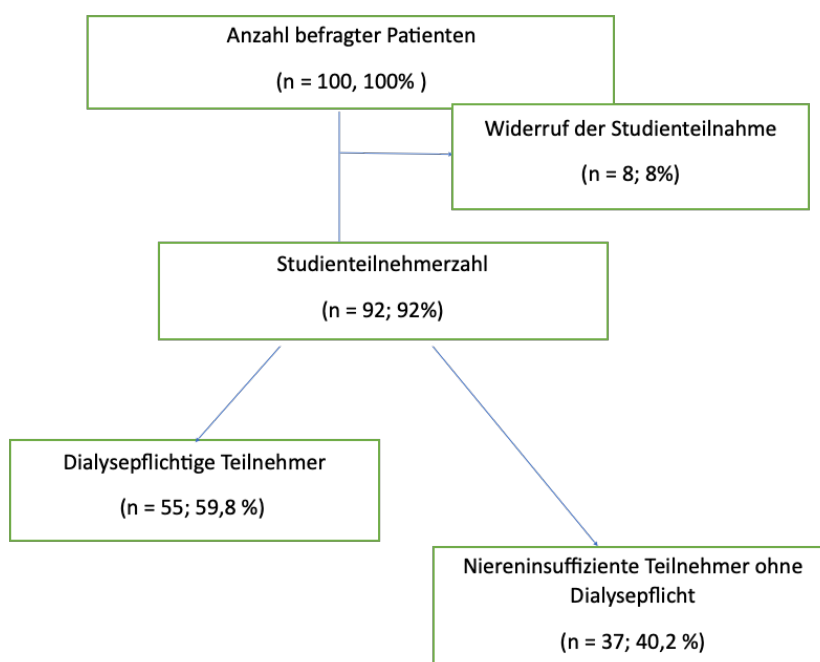 Anzahl befragter Patienten
(n = 100, 100% )
Widerruf der Studienteilnahme
(n = 8; 8%)
Studienteilnehmerzahl
(n = 92; 92%)
Dialysepflichtige Teilnehmer
(n = 55; 59,8 %)
Niereninsuffiziente Teilnehmer ohne
Dialysepflicht
(n = 37; 40,2 %)